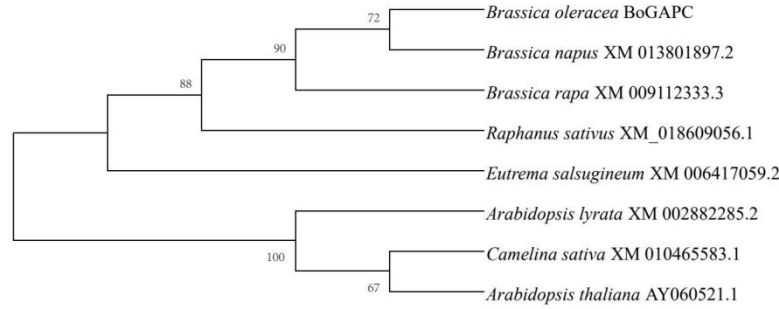 72
Brassica oleracea BoGAPC
90
Brassica napus XM 013801897.2
88
Brassica rapa XM 009112333.3
Raphanus sativus XM_018609056.1
Eutrema salsugineum XM 006417059.2
Arabidopsis lyrata XM 002882285.2
100
Camelina sativa XM 010465583.1
67
Arabidopsis thaliana AY060521.1